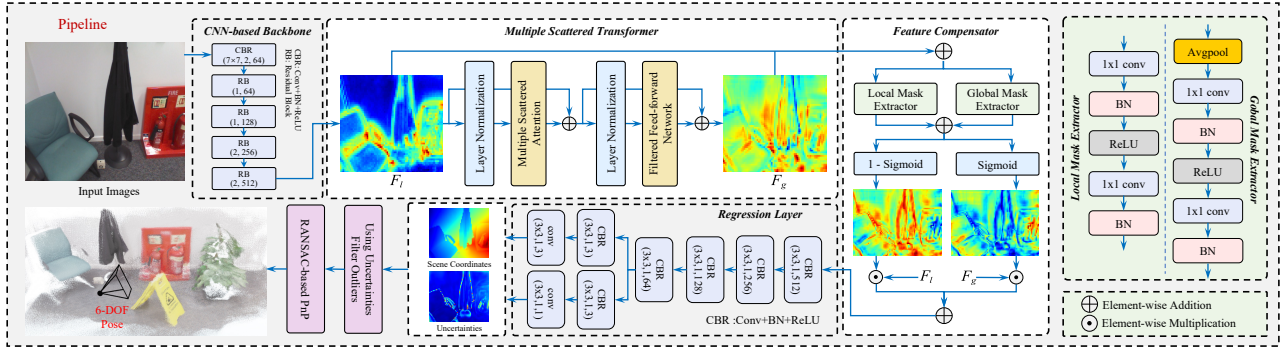 Pipeline
CNN-based Backbone
CBR
(7×7, 2, 64)
RB
(1, 64)
RB
(1, 128)
RB
(2, 256)
RB
(2, 512)
CBR: Conv+BN+ReLU
RB: Residual Block
Input Images
Multiple Scattered Transformer
F_l
Layer Normalization
Multiple Scattered
Attention
Layer Normalization
Filtered Feed-forward
Network
F_g
Feature Compensator
Local Mask
Extractor
Global Mask
Extractor
1 - Sigmoid
Sigmoid
F_l
F_g
Local Mask Extractor
1x1 conv
BN
ReLU
1x1 conv
BN
Avgpool
1x1 conv
BN
ReLU
1x1 conv
BN
Gobal Mask Extractor
Element-wise Addition
Element-wise Multiplication
Regression Layer
CBR
(3x3,1,512)
CBR
(3x3,1,256)
CBR
(3x3,1,128)
CBR
(3x3,1,64)
CBR
(3x3,1,3)
conv
(3x3,1,3)
CBR
(3x3,1,3)
conv
(3x3,1,1)
CBR :Conv+BN+ReLU
Scene Coordinates
Uncertainties
Using Uncertainties
Filer Outliers
RANSAC-based PnP
6-DOF
Pose
FIRE